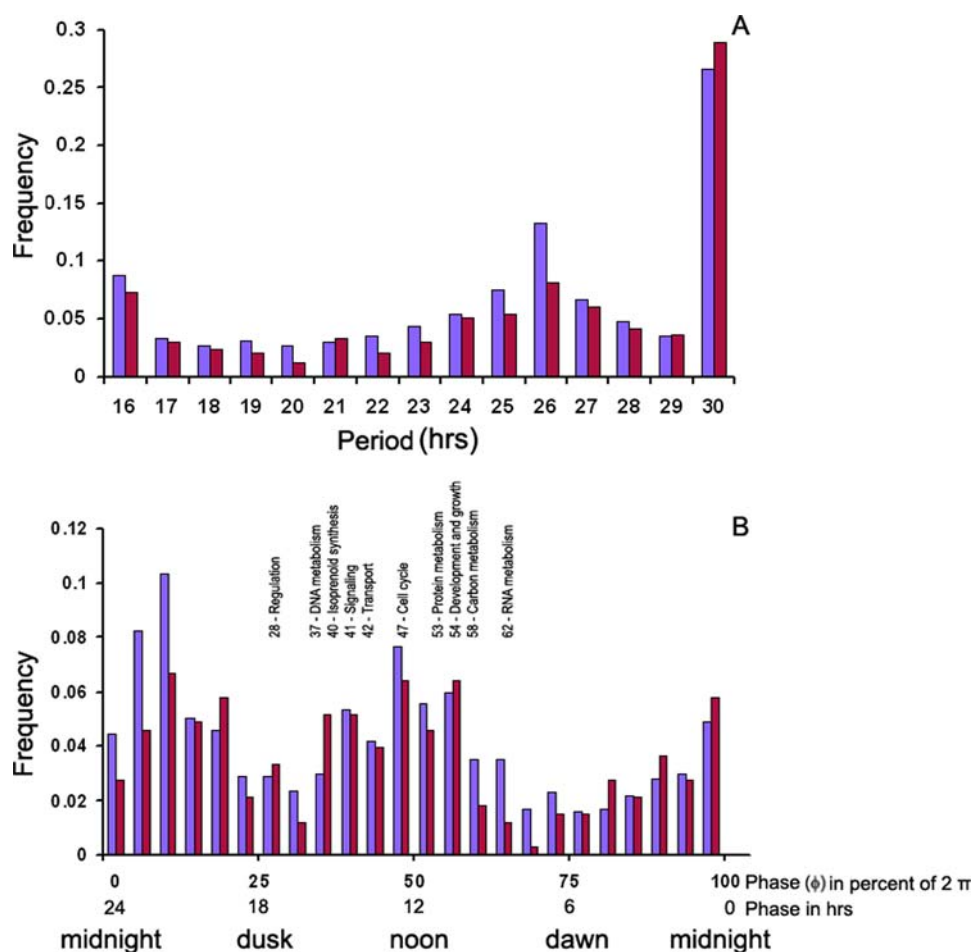 A
0.3
0.25
0.2
0.15
0.1
0.05
0
Frequency
16 17 18 19 20 21 22 23 24 25 26 27 28 29 30
Period (hrs)
B
0.12
0.1
0.08
0.06
0.04
0.02
0
Frequency
28 - Regulation
37 - DNA metabolism
40 - Isoprenoid synthesis
41 - Signaling
42 - Transport
47 - Cell cycle
53 - Protein metabolism
54 - Development and growth
58 - Carbon metabolism
62 - RNA metabolism
0 25 50 75 100 Phase (ϕ) in percent of 2 π
24 18 12 6 0 Phase in hrs
midnight dusk noon dawn midnight